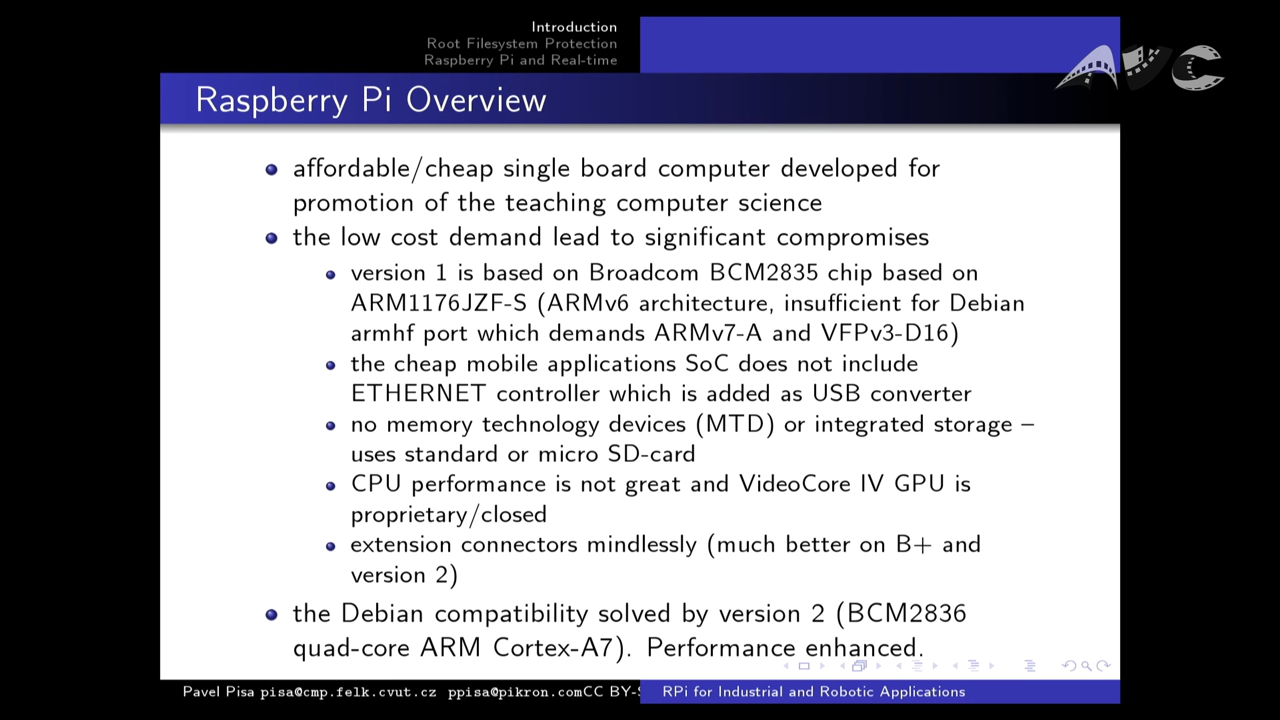 Introduction
Root Filesystem Protection
Raspberry Pi and Real-time
AVC
Raspberry Pi Overview
affordable/cheap single board computer developed for
promotion of the teaching computer science
the low cost demand lead to significant compromises
version 1 is based on Broadcom BCM2835 chip based on
ARM1176JZF-S (ARMv6 architecture, insufficient for Debian
armhf port which demands ARMv7-A and VFPv3-D16)
the cheap mobile applications SoC does not include
ETHERNET controller which is added as USB converter
no memory technology devices (MTD) or integrated storage –
uses standard or micro SD-card
CPU performance is not great and VideoCore IV GPU is
proprietary/closed
extension connectors mindlessly (much better on B+ and
version 2)
the Debian compatibility solved by version 2 (BCM2836
quad-core ARM Cortex-A7). Performance enhanced.
Pavel Pisa pisa@cmp.felk.cvut.cz ppisa@pikron.comCC BY-S
RPi for Industrial and Robotic Applications